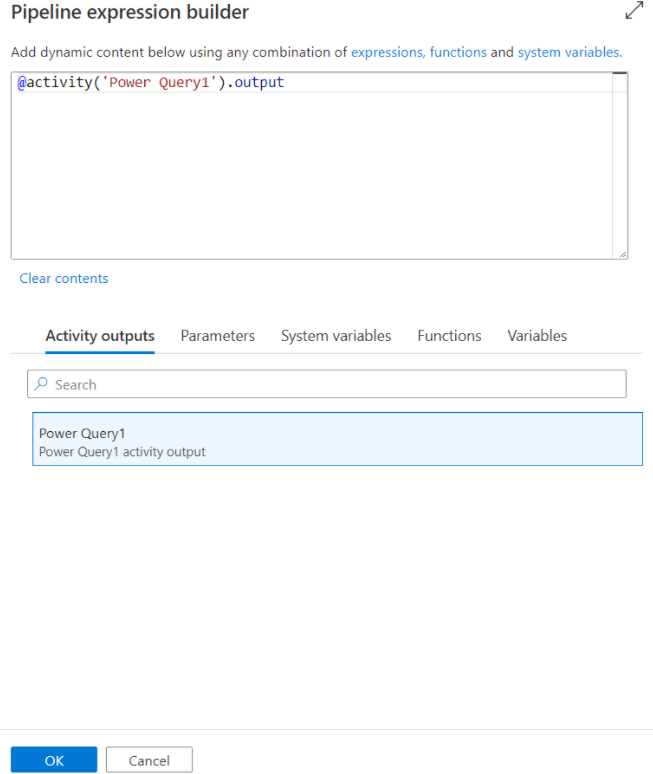 Pipeline expression builder
Add dynamic content below using any combination of expressions, functions and system variables.
@activity('Power Query1').output
Clear contents
Activity outputs Parameters System variables Functions Variables
Search
Power Query1
Power Query1 activity output
OK Cancel